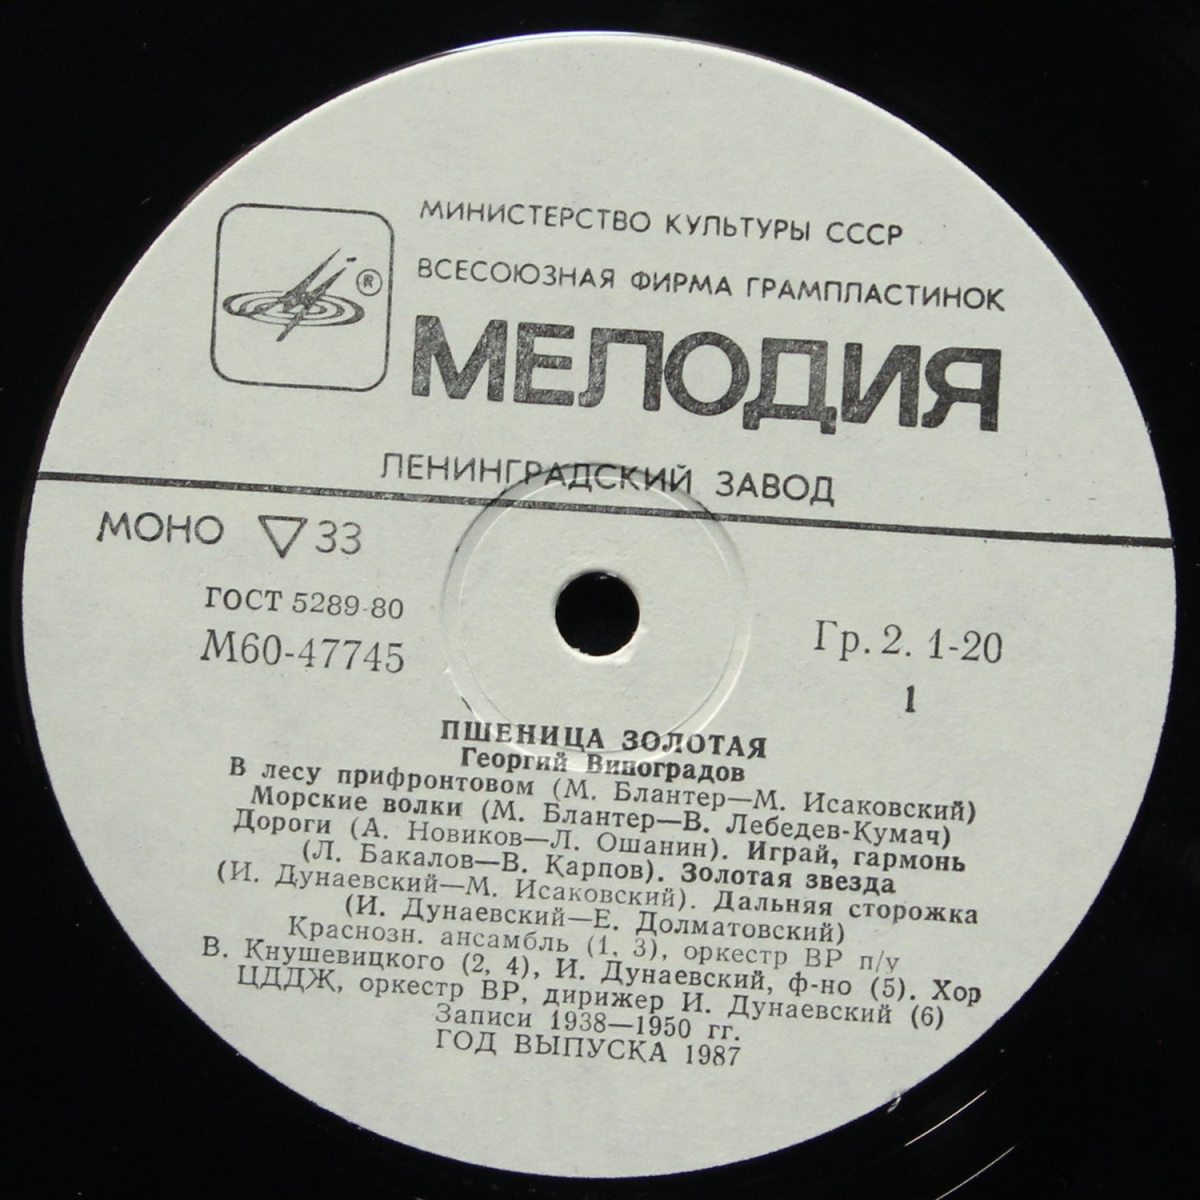 МИНИСТЕРСТВО КУЛЬТУРЫ СССР
ВСЕСОЮЗНАЯ ФИРМА ГРАМПЛАСТИНОК
®
МЕЛОДИЯ
ЛЕНИНГРАДСКИЙ ЗАВОД
МОНО ▽ 33
ГОСТ 5289-80
М60-47745
Гр. 2. 1-20
1
ПШЕНИЦА ЗОЛОТАЯ
Георгий Виноградов
В лесу прифронтовом (М. Блантер—М. Исаковский)
Морские волки (М. Блантер—В. Лебедев-Кумач)
Дороги (А. Новиков—Л. Ошанин). Играй, гармонь
(Л. Бакалов—В. Карпов). Золотая звезда
(И. Дунаевский—М. Исаковский). Дальняя сторожка
(И. Дунаевский—Е. Долматовский)
Краснозн. ансамбль (1, 3), оркестр ВР п/у
В. Кнушевицкого (2, 4), И. Дунаевский, ф-но (5). Хор
ЦДДЖ, оркестр ВР, дирижер И. Дунаевский (6)
Записи 1938—1950 гг.
ГОД ВЫПУСКА 1987